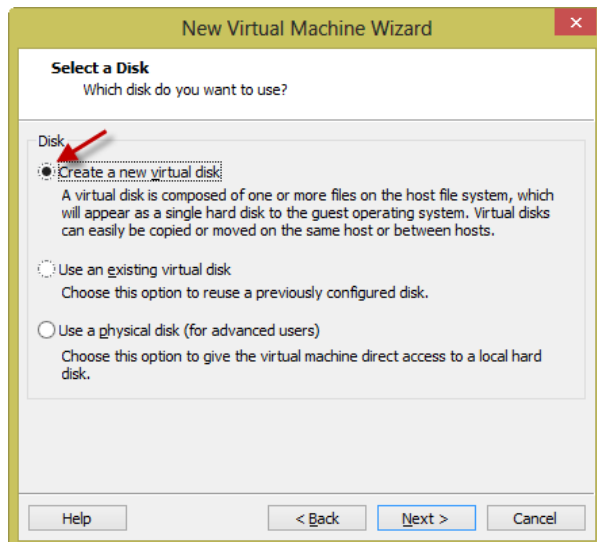 New Virtual Machine Wizard
Select a Disk
Which disk do you want to use?
Disk
Create a new virtual disk
A virtual disk is composed of one or more files on the host file system, which
will appear as a single hard disk to the guest operating system. Virtual disks
can easily be copied or moved on the same host or between hosts.
Use an existing virtual disk
Choose this option to reuse a previously configured disk.
Use a physical disk (for advanced users)
Choose this option to give the virtual machine direct access to a local hard
disk.
Help
< Back
Next >
Cancel